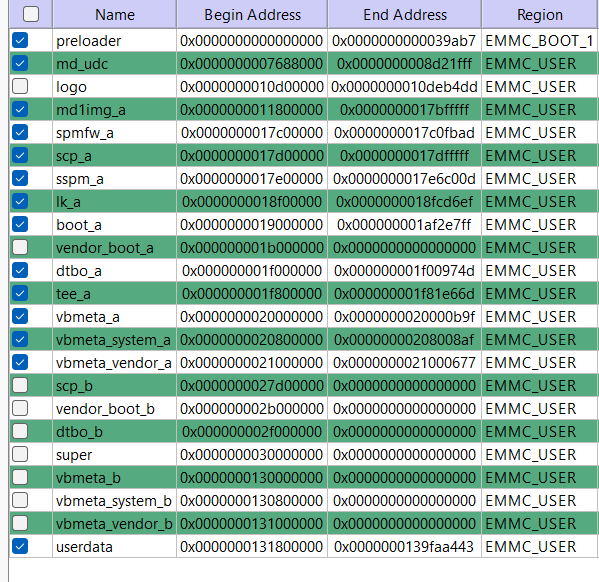 Name Begin Address End Address Region
preloader 0x0000000000000000 0x0000000000039ab7 EMMC_BOOT_1
md_udc 0x0000000007688000 0x0000000008d21fff EMMC_USER
logo 0x0000000010d00000 0x0000000010deb4dd EMMC_USER
md1img_a 0x0000000011800000 0x0000000017bfffff EMMC_USER
spmfw_a 0x0000000017c00000 0x0000000017c0fbad EMMC_USER
scp_a 0x0000000017d00000 0x0000000017dfffff EMMC_USER
sspm_a 0x0000000017e00000 0x0000000017e6c00d EMMC_USER
lk_a 0x0000000018f00000 0x0000000018fcd6ef EMMC_USER
boot_a 0x0000000019000000 0x000000001af2e7ff EMMC_USER
vendor_boot_a 0x000000001b000000 0x0000000000000000 EMMC_USER
dtbo_a 0x000000001f000000 0x000000001f00974d EMMC_USER
tee_a 0x000000001f800000 0x000000001f81e66d EMMC_USER
vbmeta_a 0x0000000020000000 0x0000000020000b9f EMMC_USER
vbmeta_system_a 0x0000000020800000 0x00000000208008af EMMC_USER
vbmeta_vendor_a 0x0000000021000000 0x0000000021000677 EMMC_USER
scp_b 0x0000000027d00000 0x0000000000000000 EMMC_USER
vendor_boot_b 0x000000002b000000 0x0000000000000000 EMMC_USER
dtbo_b 0x000000002f000000 0x0000000000000000 EMMC_USER
super 0x0000000030000000 0x0000000000000000 EMMC_USER
vbmeta_b 0x0000000130000000 0x0000000000000000 EMMC_USER
vbmeta_system_b 0x0000000130800000 0x0000000000000000 EMMC_USER
vbmeta_vendor_b 0x0000000131000000 0x0000000000000000 EMMC_USER
userdata 0x0000000131800000 0x0000000139faa443 EMMC_USER